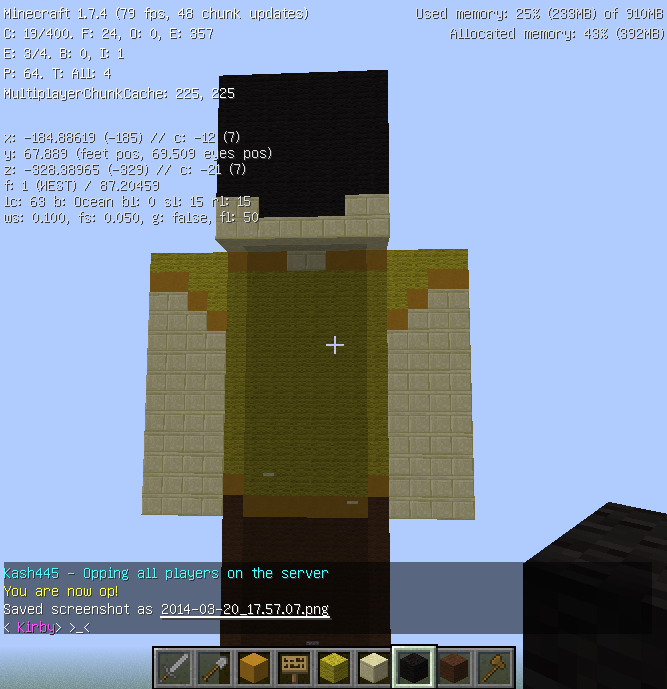 Minecraft 1.7.4 (79 fps, 48 chunk updates)
Used memory: 25% (233MB) of 910MB
C: 19/400. F: 24, O: 0, E: 357
Allocated memory: 43% (392MB)
E: 3/4. B: 0, I: 1
P: 64. T: All: 4
MultiplayerChunkCache: 225, 225
x: -184.88619 (-185) // c: -12 (7)
y: 67.889 (feet pos, 69.509 eyes pos)
z: -328.38965 (-329) // c: -21 (7)
f: 1 (WEST) / 87.20459
lc: 63 b: Ocean bl: 0 sl: 15 rl: 15
ws: 0.100, fs: 0.050, g: false, fl: 50
Kash445 - Opping all players on the server
You are now op!
Saved screenshot as 2014-03-20_17.57.07.png
< Kirby> >_<